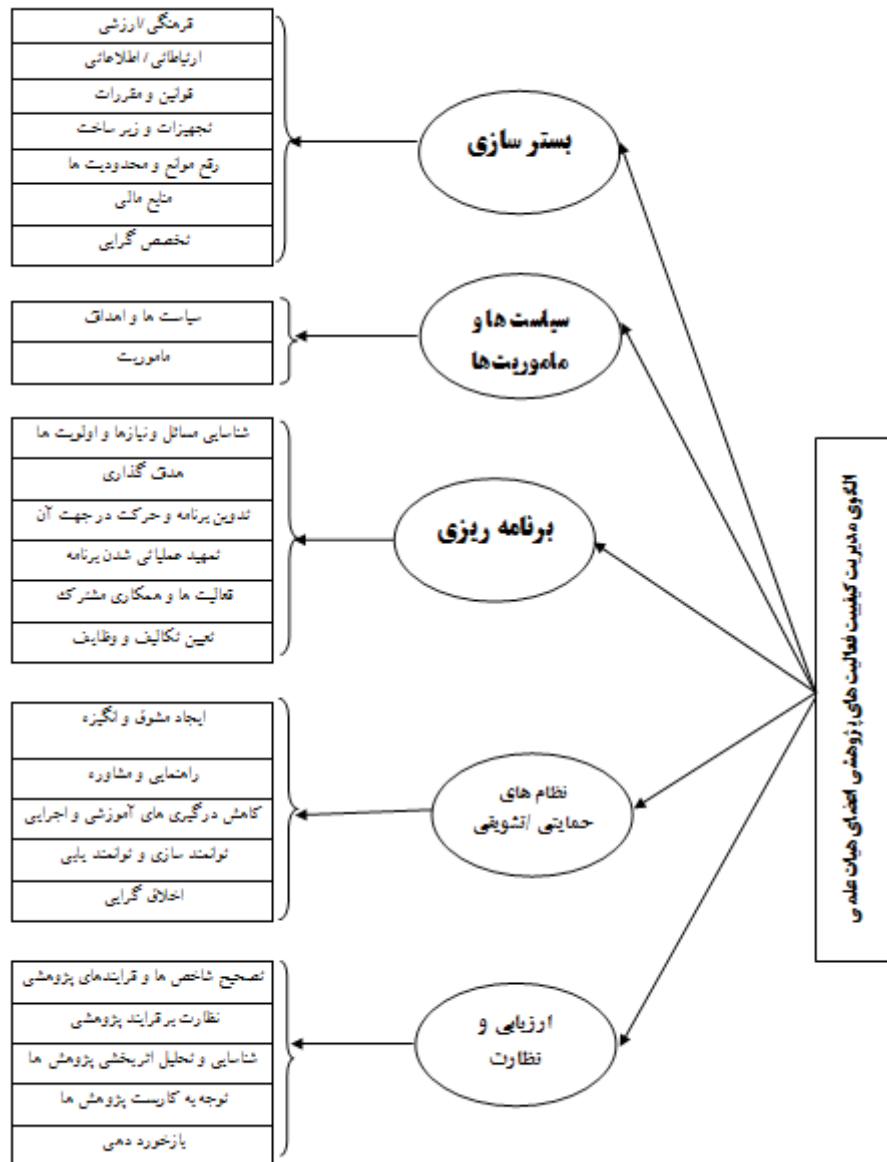 الگوی مدیریت کیفیت فعالیت های پژوهشی اعضای هیات علمی
بستر سازی
فرهنگی /ارزشی
ارتباطاتی / اطلاعاتی
قوانین و مقررات
تجهیزات و زیر ساخت
رفع موانع و محدودیت ها
منابع مالی
تخصص گرایی
سیاست ها و
ماموریت‌ها
سیاست ها و اهداف
ماموریت
برنامه ریزی
شناسایی مسائل و نیازها و اولویت ها
هدف گذاری
تدوین برنامه و حرکت در جهت آن
تمهید عملیاتی شدن برنامه
فعالیت ها و همکاری مشترک
تعیین تکالیف و وظایف
نظام های
حمایتی /تشویقی
ایجاد مشوق و انگیزه
راهنمایی و مشاوره
کاهش درگیری های آموزشی و اجرایی
توانمند سازی و توانمند یابی
اخلاق گرایی
ارزیابی و
نظارت
تصحیح شاخص ها و فرایندهای پژوهشی
نظارت بر فرایند پژوهشی
شناسایی و تحلیل اثربخشی پژوهش ها
توجه به کاربست پژوهش ها
بازخورد دهی